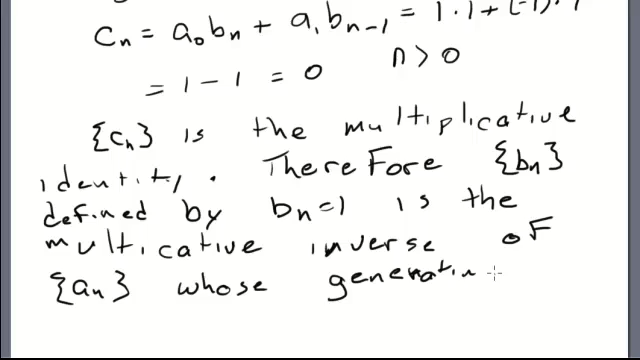 Cₙ = a₀bₙ + a₁bₙ₋₁ = 1·1 + (-1)·1
= 1 - 1 = 0 n > 0
{cₙ} is the multiplicative
identity. Therefore {bₙ}
defined by bₙ=1 is the
multicative inverse of
{aₙ} whose generatin